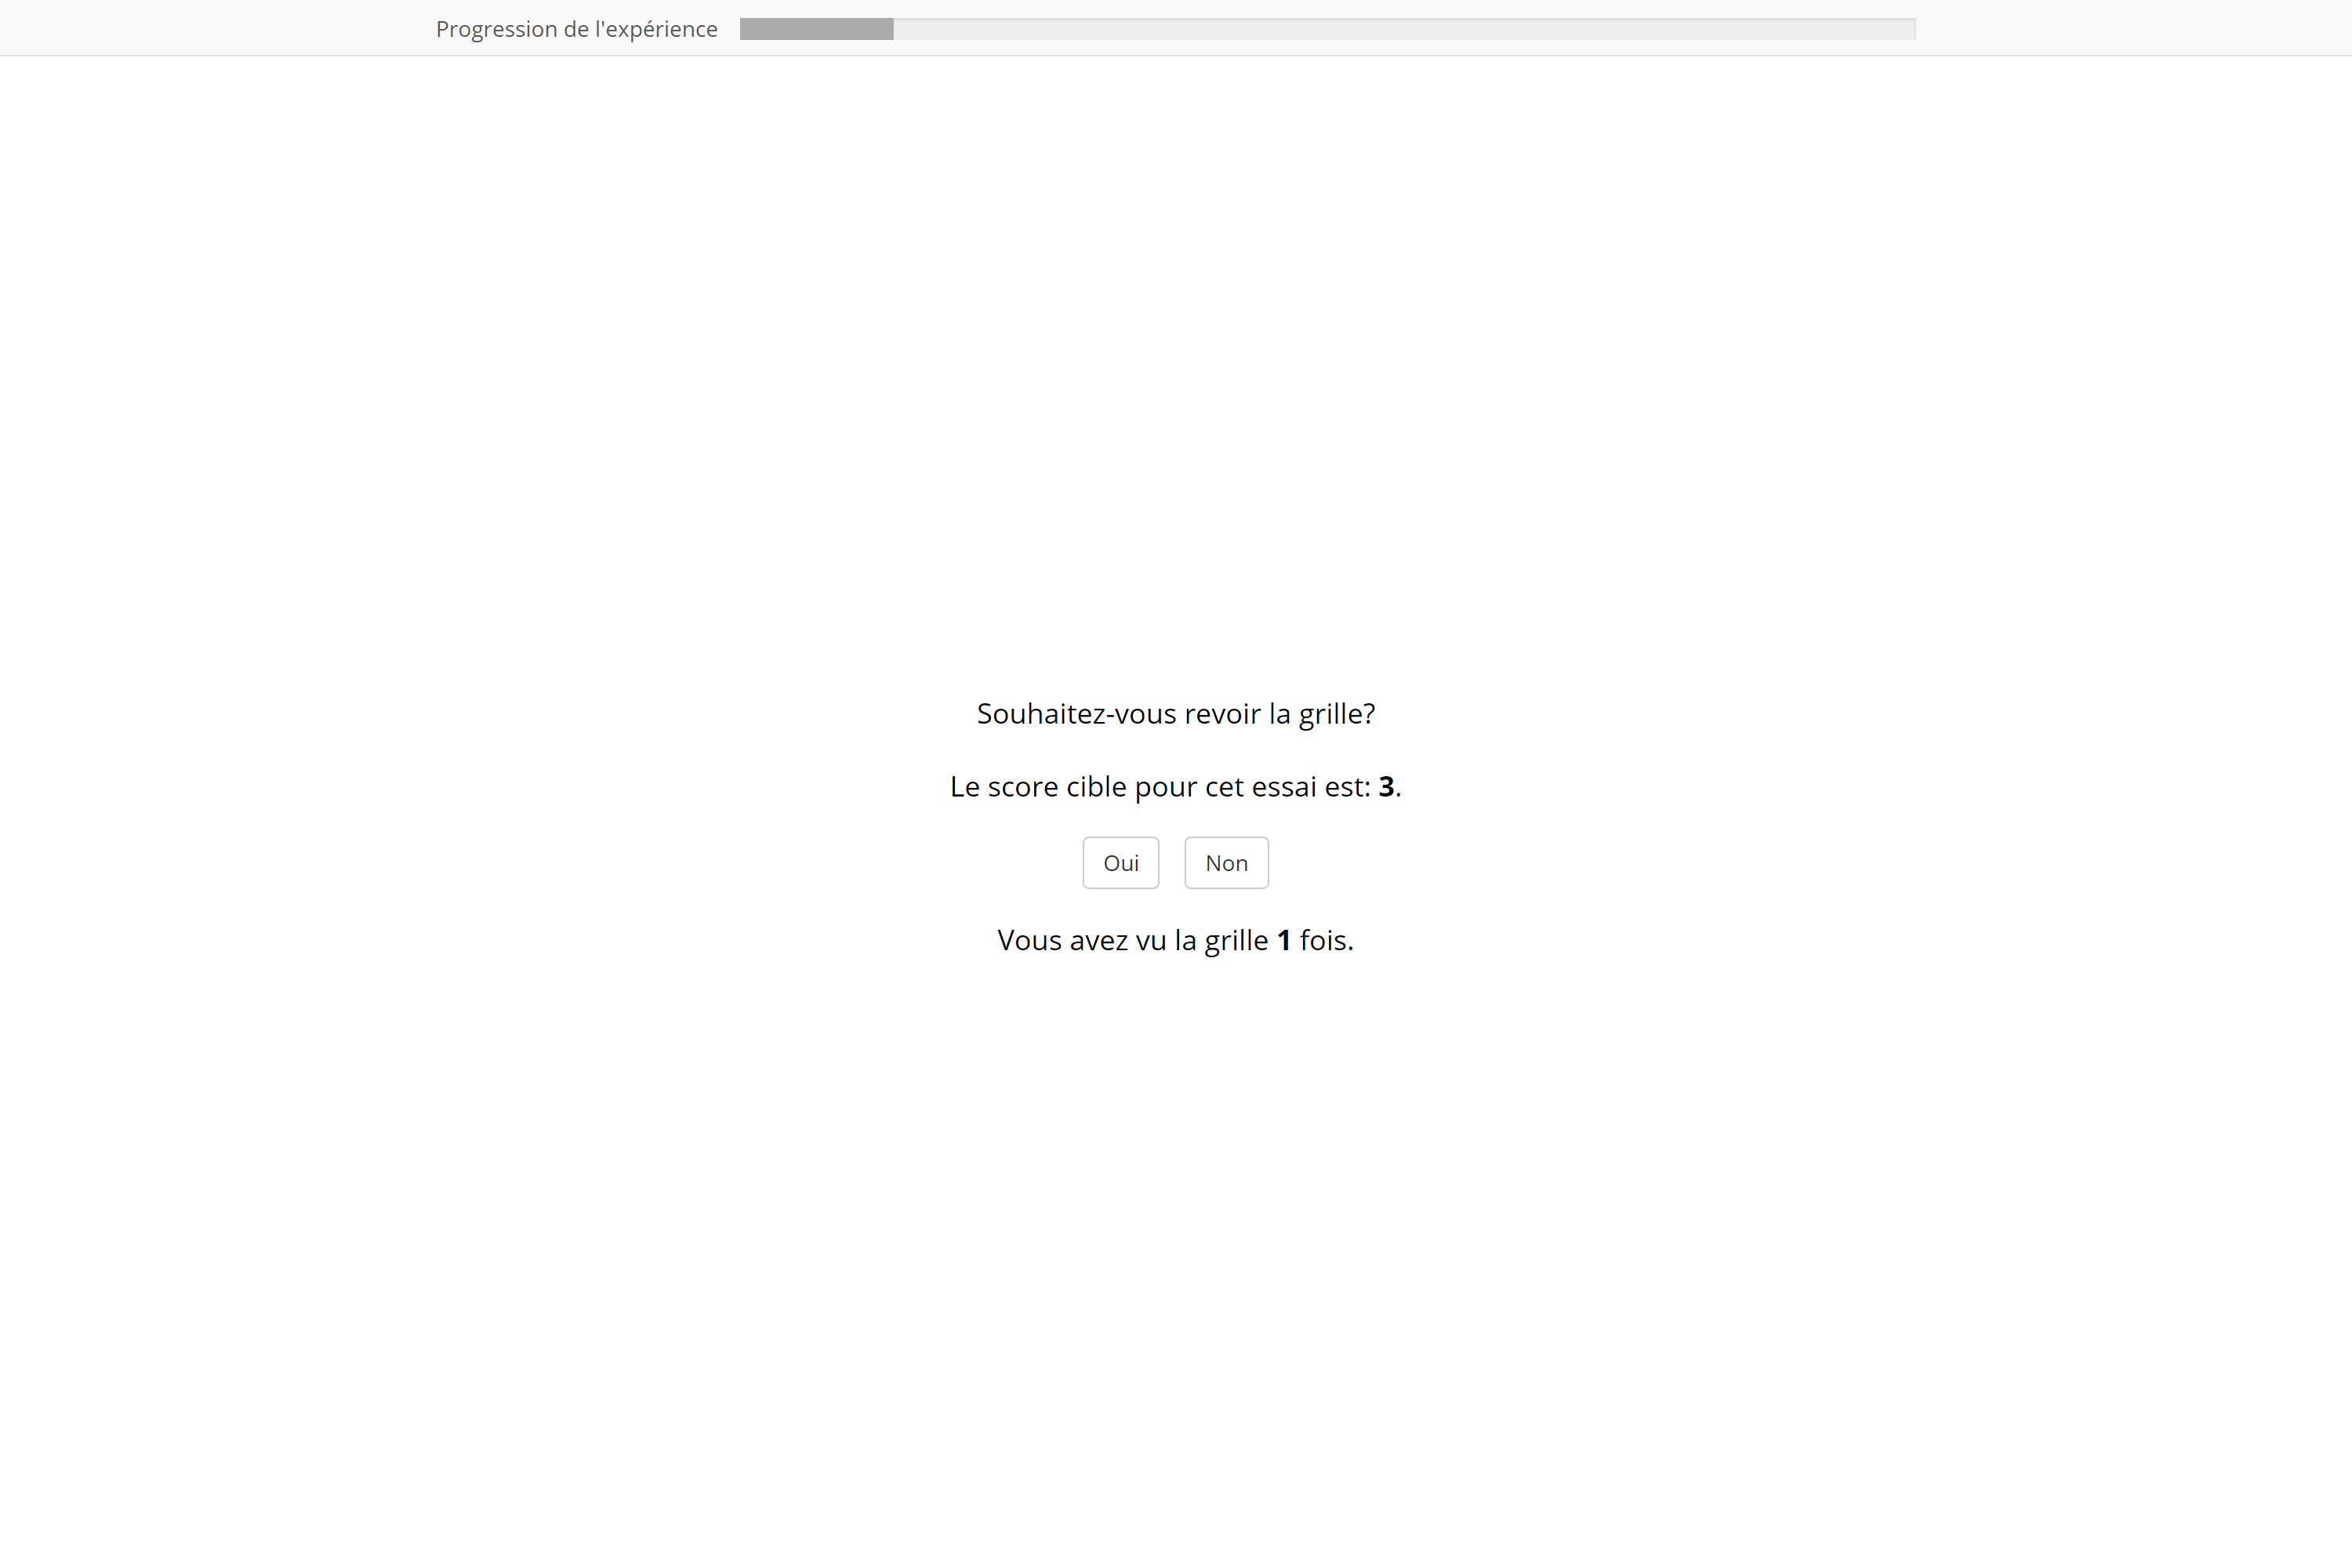 Progression de l'expérience
Souhaitez-vous revoir la grille?
Le score cible pour cet essai est: 3.
Oui
Non
Vous avez vu la grille 1 fois.